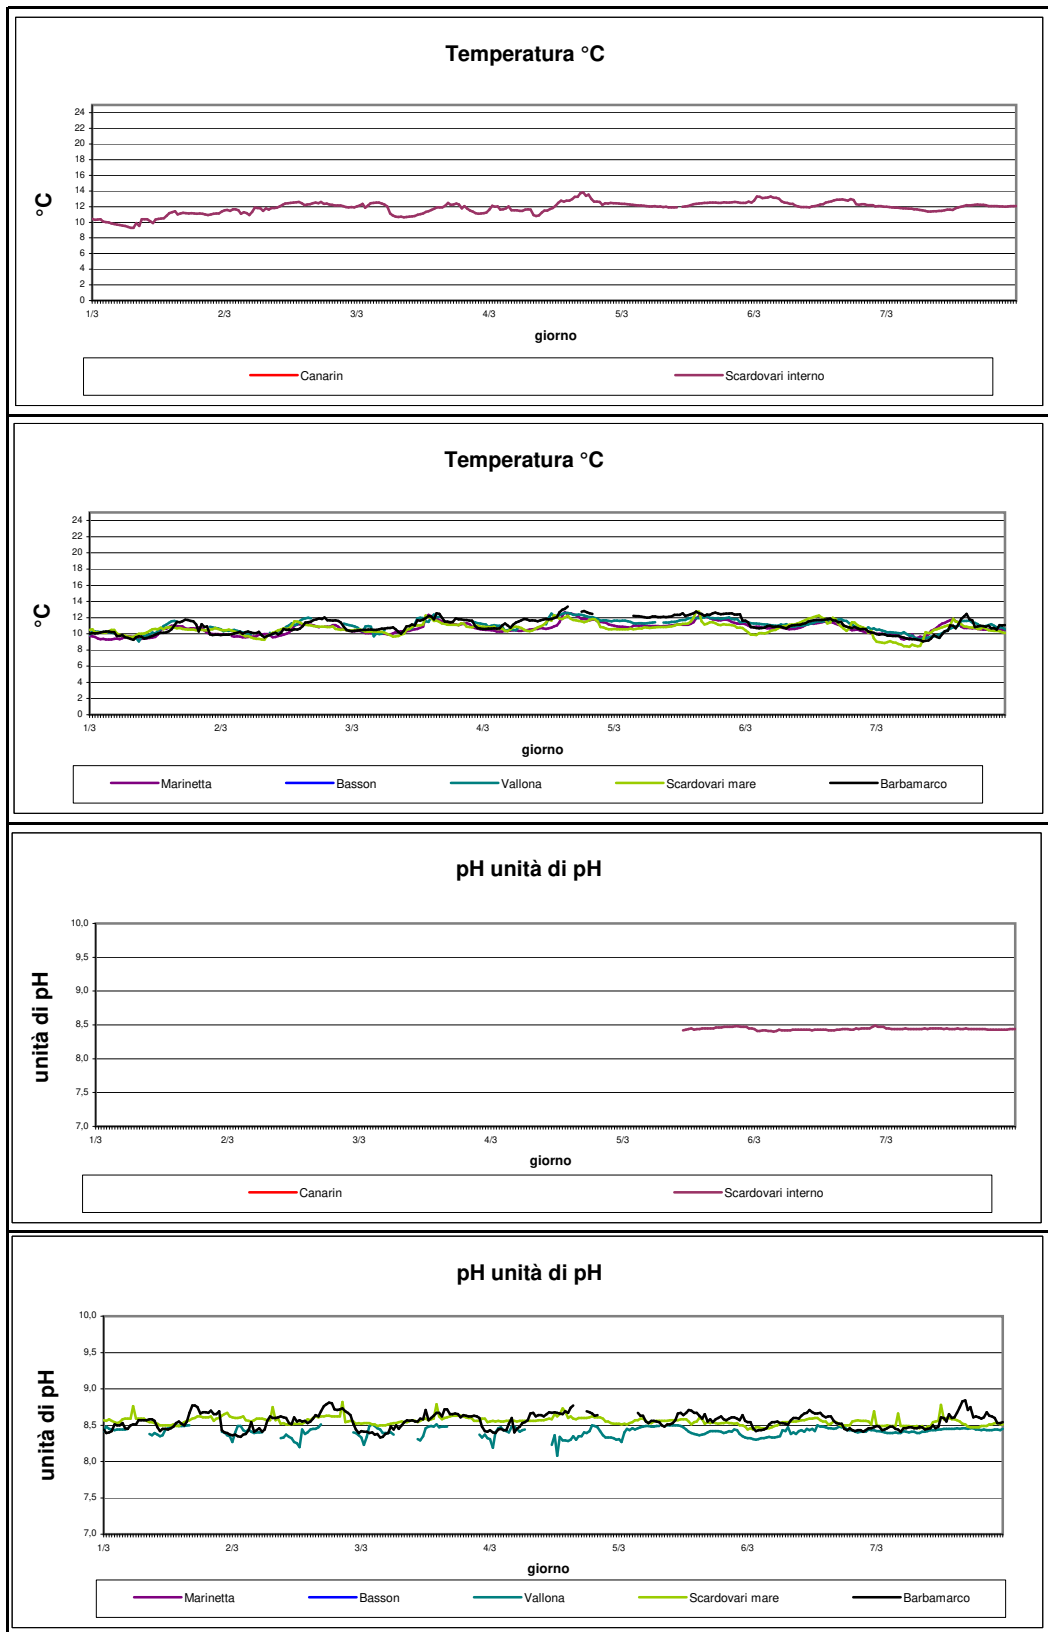 Temperatura °C
°C
24
22
20
18
16
14
12
10
8
6
4
2
0
1/3 2/3 3/3 4/3 5/3 6/3 7/3
giorno
Canarin Scardovari interno
Temperatura °C
°C
24
22
20
18
16
14
12
10
8
6
4
2
0
1/3 2/3 3/3 4/3 5/3 6/3 7/3
giorno
Marinetta Basson Vallona Scardovari mare Barbamarco
pH unità di pH
unità di pH
10,0
9,5
9,0
8,5
8,0
7,5
7,0
1/3 2/3 3/3 4/3 5/3 6/3 7/3
giorno
Canarin Scardovari interno
pH unità di pH
unità di pH
10,0
9,5
9,0
8,5
8,0
7,5
7,0
1/3 2/3 3/3 4/3 5/3 6/3 7/3
giorno
Marinetta Basson Vallona Scardovari mare Barbamarco